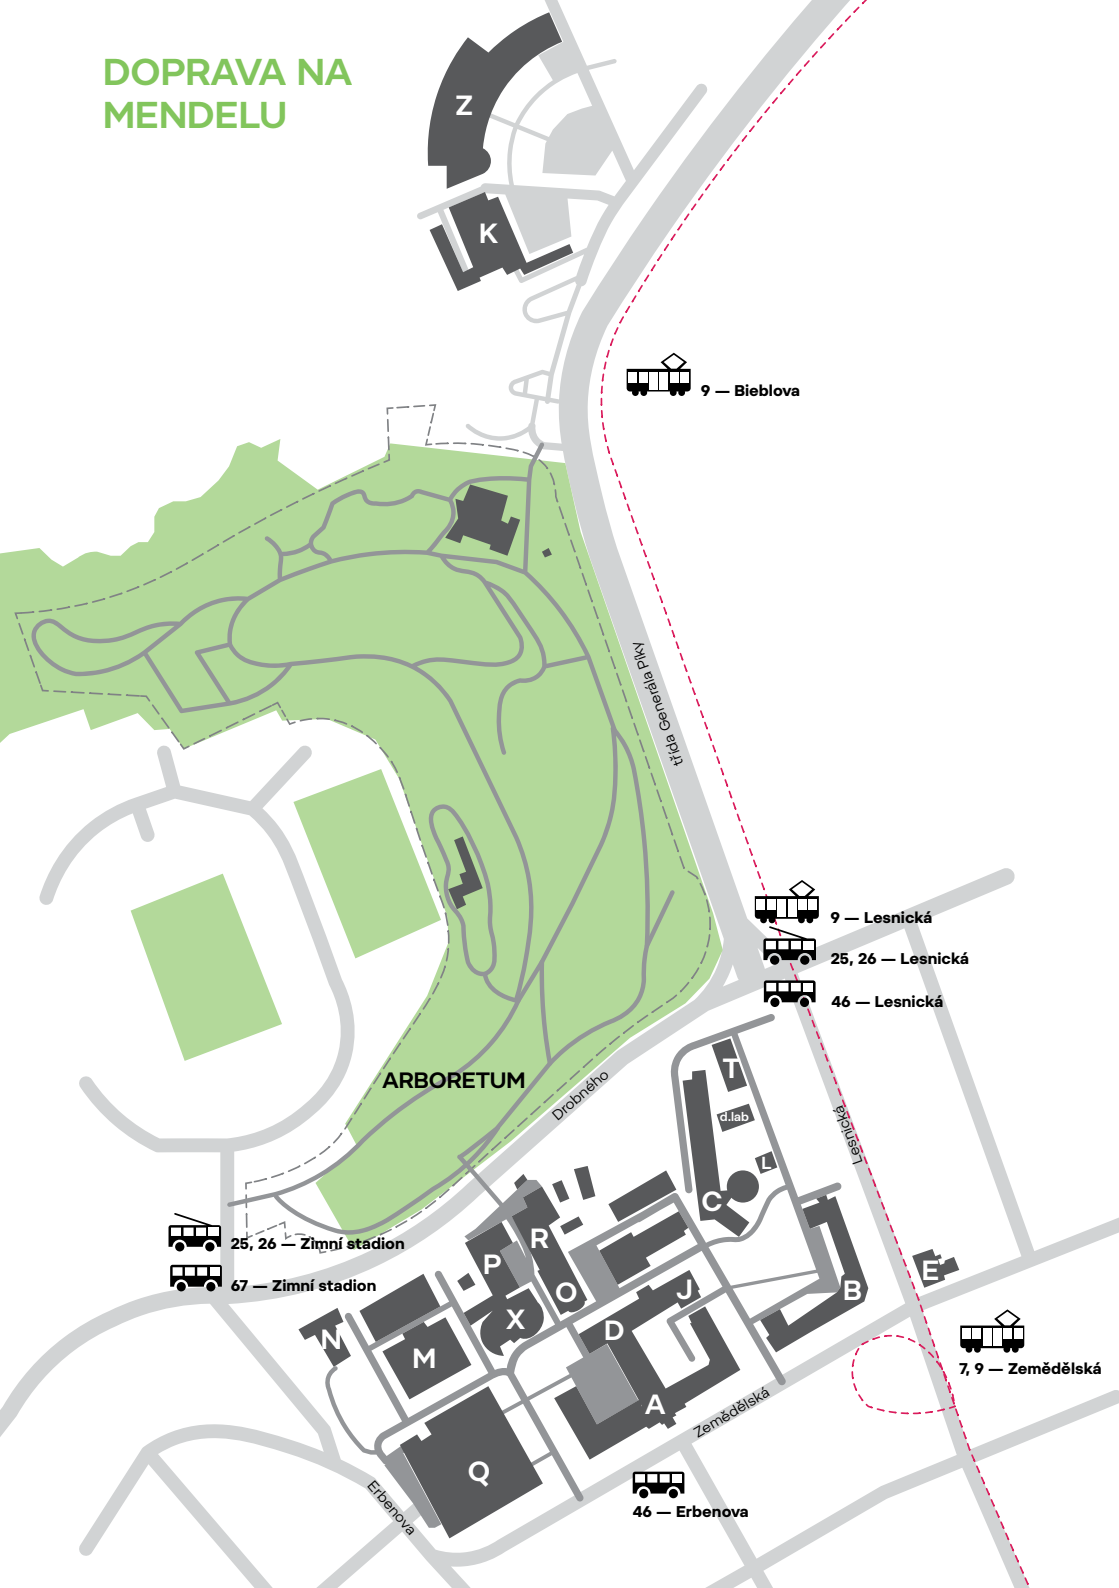 DOPRAVA NA
MENDELU
Z
K
9 — Bieblova
třída Generála Píky
9 — Lesnická
25, 26 — Lesnická
46 — Lesnická
ARBORETUM
Drobného
T
d.lab
L
C
Lesnická
25, 26 — Zimní stadion
67 — Zimní stadion
R
P
O
J
B
E
X
D
N
M
A
Q
7, 9 — Zemědělská
Zemědělská
Erbenova
46 — Erbenova